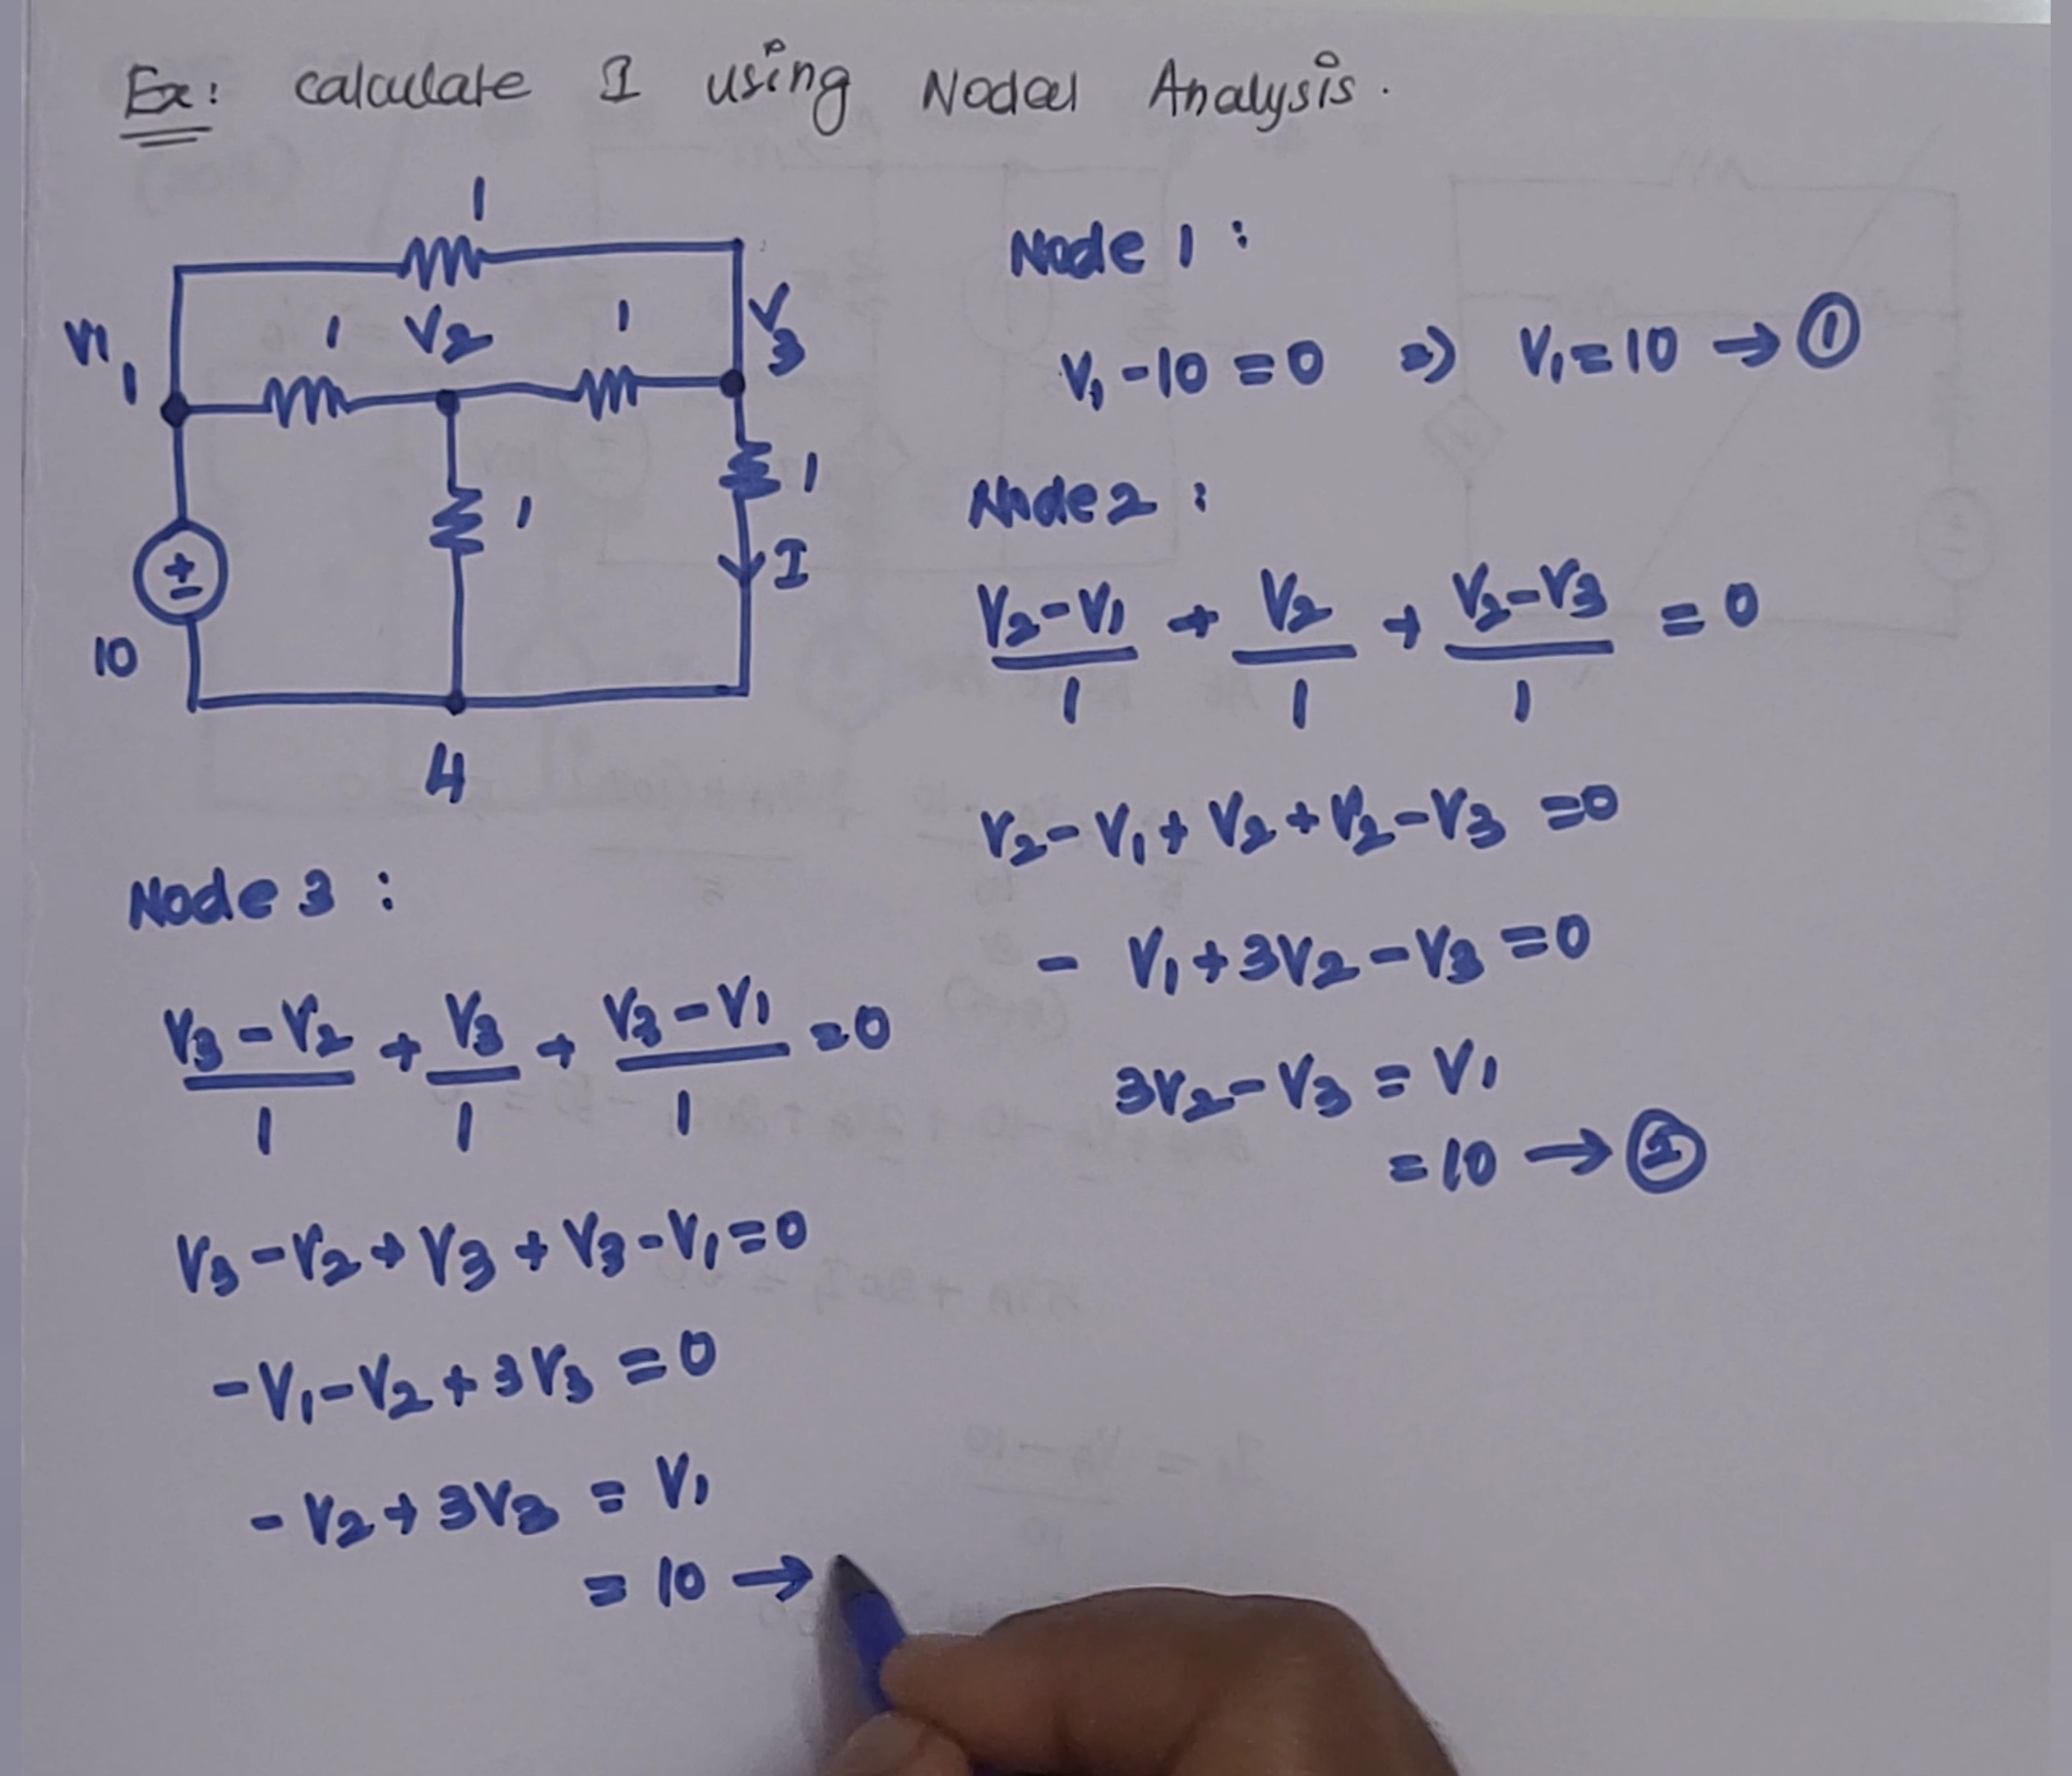 Ex: calculate I using Nodal Analysis.
1
V1
1
V2
1
V3
1
1
I
10
4
Node 1 :
V1 - 10 = 0 => V1 = 10 → ①
Node 2 :
(V2 - V1)/1 + V2/1 + (V2 - V3)/1 = 0
V2 - V1 + V2 + V2 - V3 = 0
- V1 + 3V2 - V3 = 0
3V2 - V3 = V1
= 10 → ②
Node 3 :
(V3 - V2)/1 + V3/1 + (V3 - V1)/1 = 0
V3 - V2 + V3 + V3 - V1 = 0
- V1 - V2 + 3V3 = 0
- V2 + 3V3 = V1
= 10 →